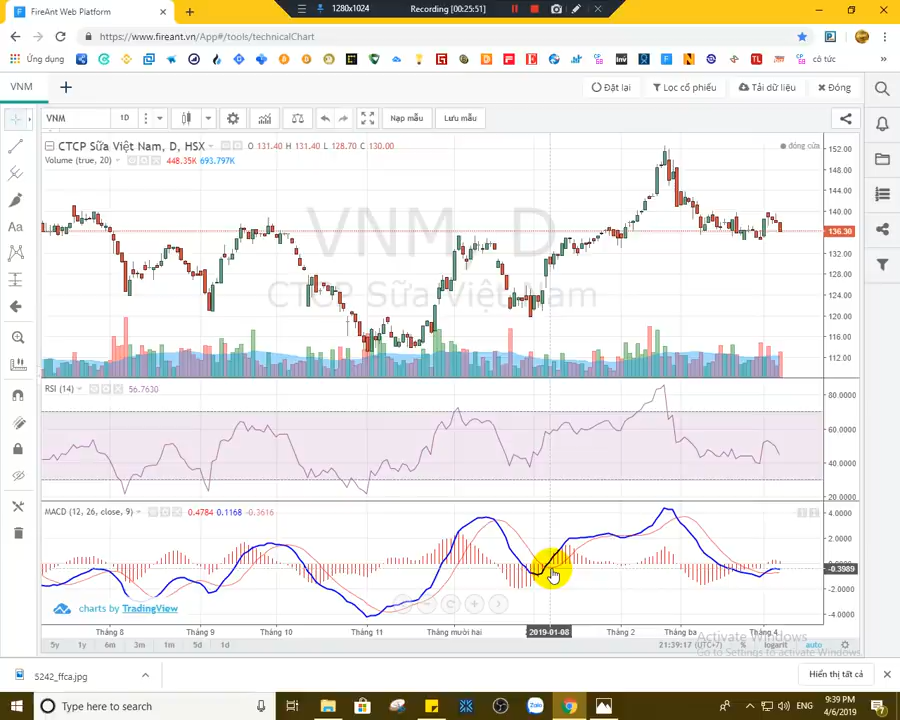 FireAnt Web Platform
1280x1024
Recording [00:25:51]
https://www.fireant.vn/App#/tools/technicalChart
Ứng dụng
cô tức
VNM
Đặt lại
Lọc cổ phiếu
Tải dữ liệu
Đóng
VNM
1D
Nạp mẫu
Lưu mẫu
CTCP Sữa Việt Nam, D, HSX
O 131.40 H 131.40 L 128.70 C 130.00
đóng cửa
Volume (true, 20)
448.35K 693.797K
VNM, D
CTCP Sữa Việt Nam
152.00
148.00
144.00
140.00
136.30
132.00
128.00
124.00
120.00
116.00
112.00
RSI (14)
56.7630
80.0000
60.0000
40.0000
20.0000
MACD (12, 26, close, 9)
0.4784 0.1168 -0.3616
4.0000
2.0000
-0.3989
-2.0000
-4.0000
charts by TradingView
Tháng 8
Tháng 9
Tháng 10
Tháng 11
Tháng mười hai
2019-01-08
Tháng 2
Tháng ba
Tháng 4
5y 1y 6m 3m 1m 5d 1d
21:39:17 (UTC+7)
%
logarit
auto
Activate Windows
Go to Settings to activate Windows.
5242_ffca.jpg
Hiển thị tất cả
Type here to search
Zalo
ENG
9:39 PM
4/6/2019
7